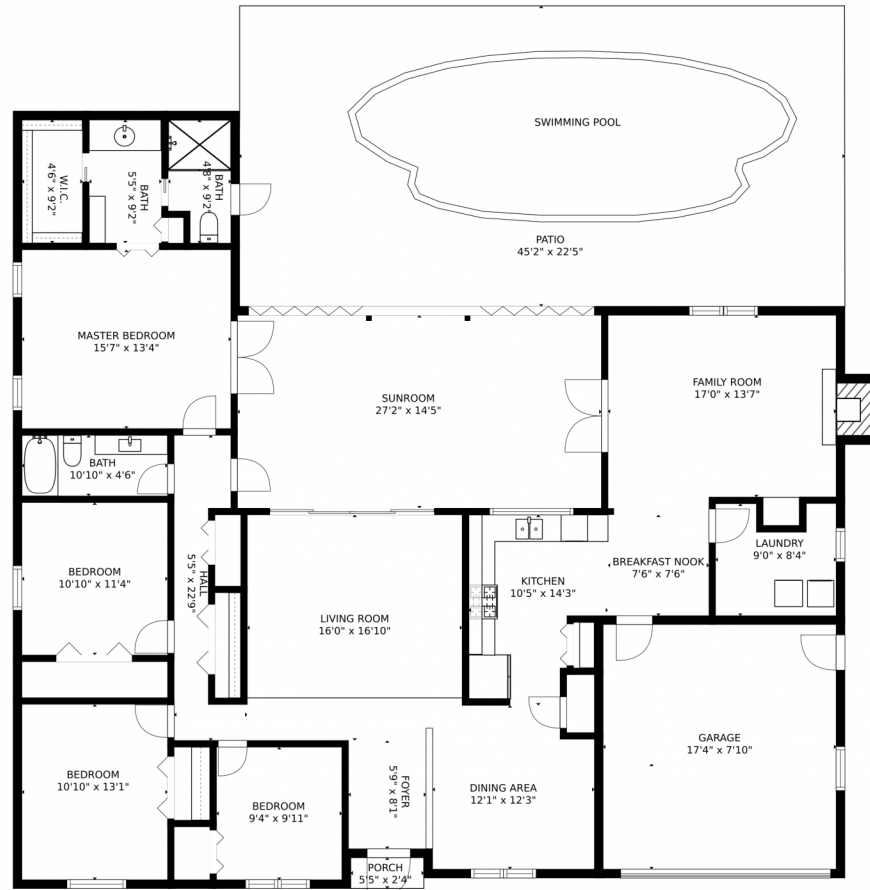 SWIMMING POOL
PATIO
45'2" x 22'5"
W.I.C.
4'6" x 9'2"
BATH
5'5" x 9'2"
BATH
4'8" x 9'2"
MASTER BEDROOM
15'7" x 13'4"
SUNROOM
27'2" x 14'5"
FAMILY ROOM
17'0" x 13'7"
BATH
10'10" x 4'6"
BEDROOM
10'10" x 11'4"
HALL
5'5" x 22'9"
LIVING ROOM
16'0" x 16'10"
KITCHEN
10'5" x 14'3"
BREAKFAST NOOK
7'6" x 7'6"
LAUNDRY
9'0" x 8'4"
BEDROOM
10'10" x 13'1"
BEDROOM
9'4" x 9'11"
FOYER
5'9" x 8'1"
DINING AREA
12'1" x 12'3"
GARAGE
17'4" x 7'10"
PORCH
5'5" x 2'4"